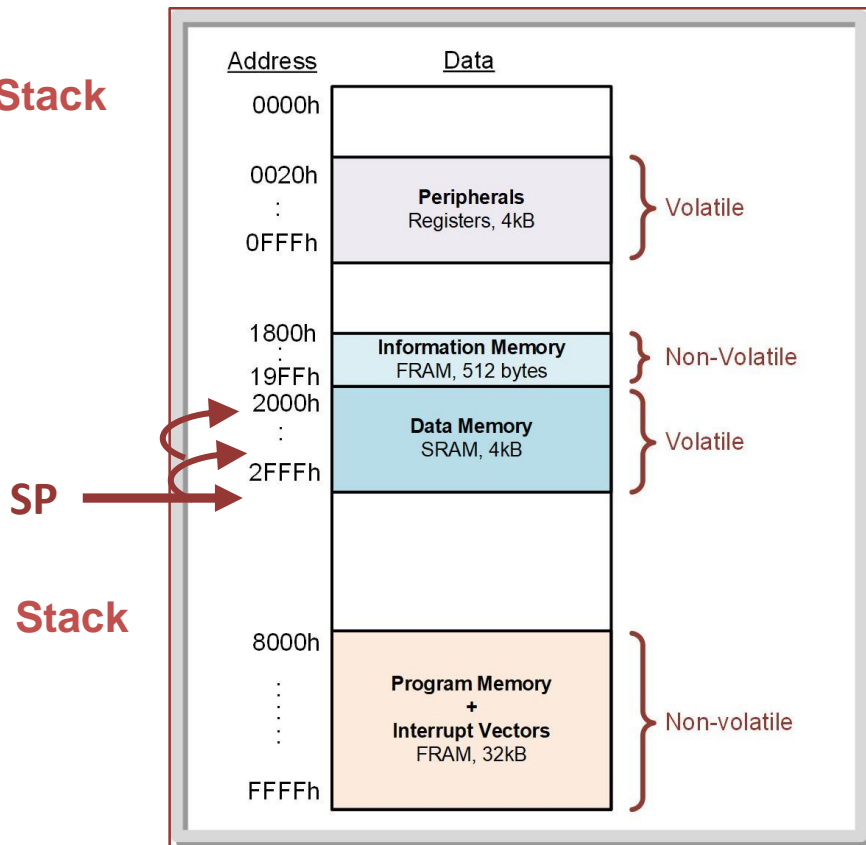 Address Data
Stack
0000h
0020h
:
0FFFh
Peripherals
Registers, 4kB
Volatile
1800h
:
19FFh
Information Memory
FRAM, 512 bytes
Non-Volatile
2000h
:
2FFFh
Data Memory
SRAM, 4kB
Volatile
SP
Stack
8000h
:
:
:
FFFFh
Program Memory
+
Interrupt Vectors
FRAM, 32kB
Non-volatile